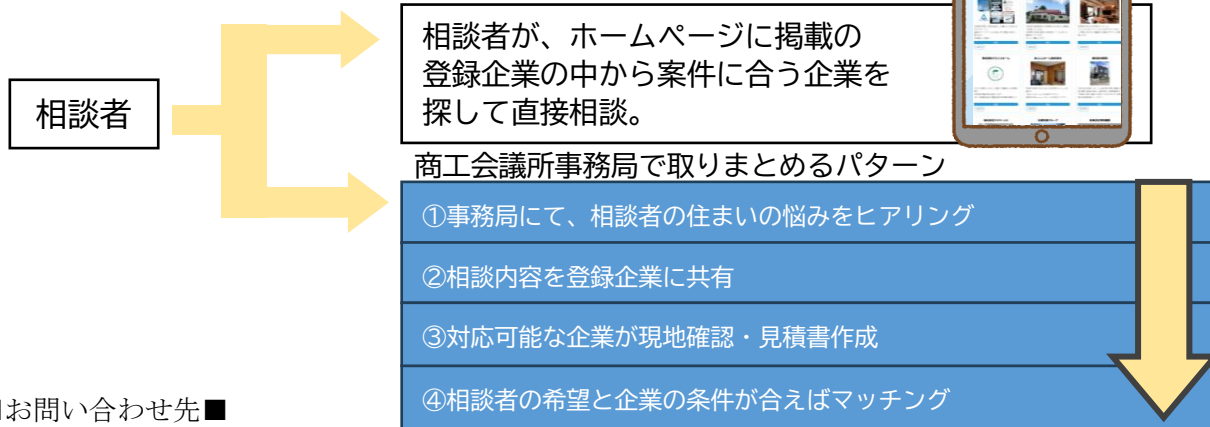 相談者が、ホームページに掲載の
登録企業の中から案件に合う企業を
探して直接相談。
相談者
商工会議所事務局で取りまとめるパターン
①事務局にて、相談者の住まいの悩みをヒアリング
②相談内容を登録企業に共有
③対応可能な企業が現地確認・見積書作成
④相談者の希望と企業の条件が合えばマッチング
お問い合わせ先■